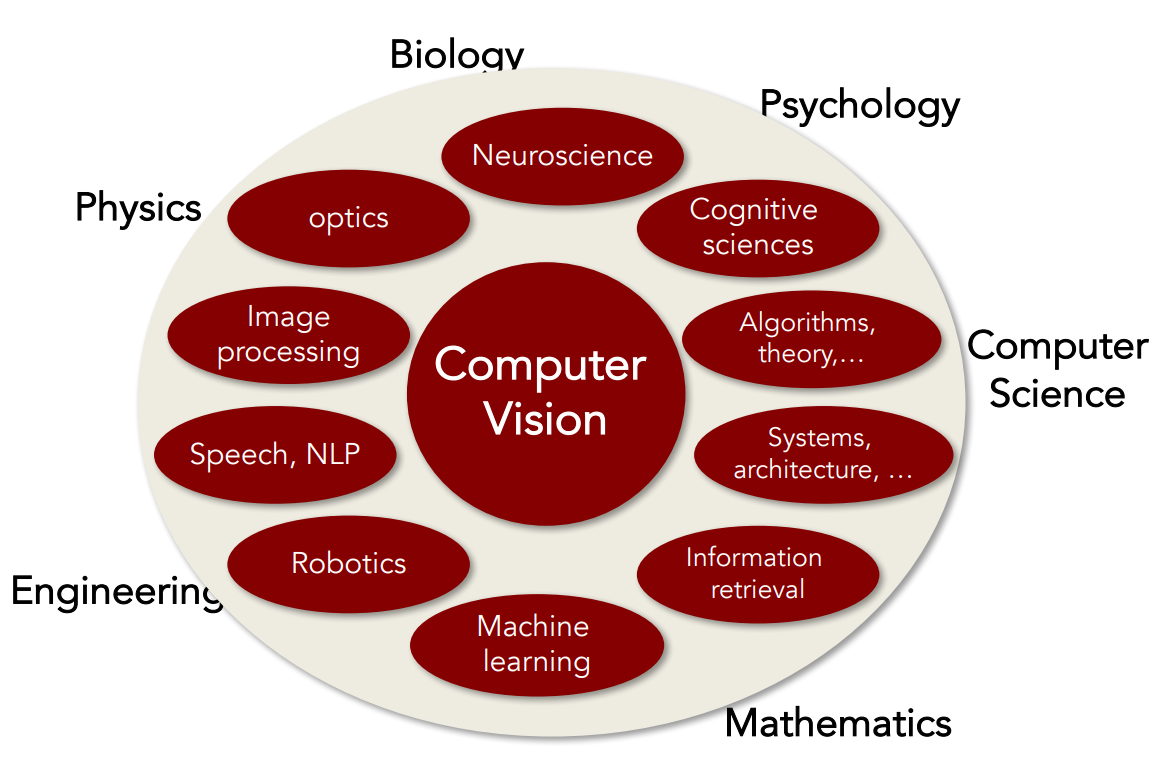 Biology
Psychology
Neuroscience
Physics
optics
Cognitive
sciences
Image
processing
Algorithms,
theory,...
Computer
Vision
Computer
Science
Speech, NLP
Systems,
architecture, ...
Robotics
Information
retrieval
Engineering
Machine
learning
Mathematics